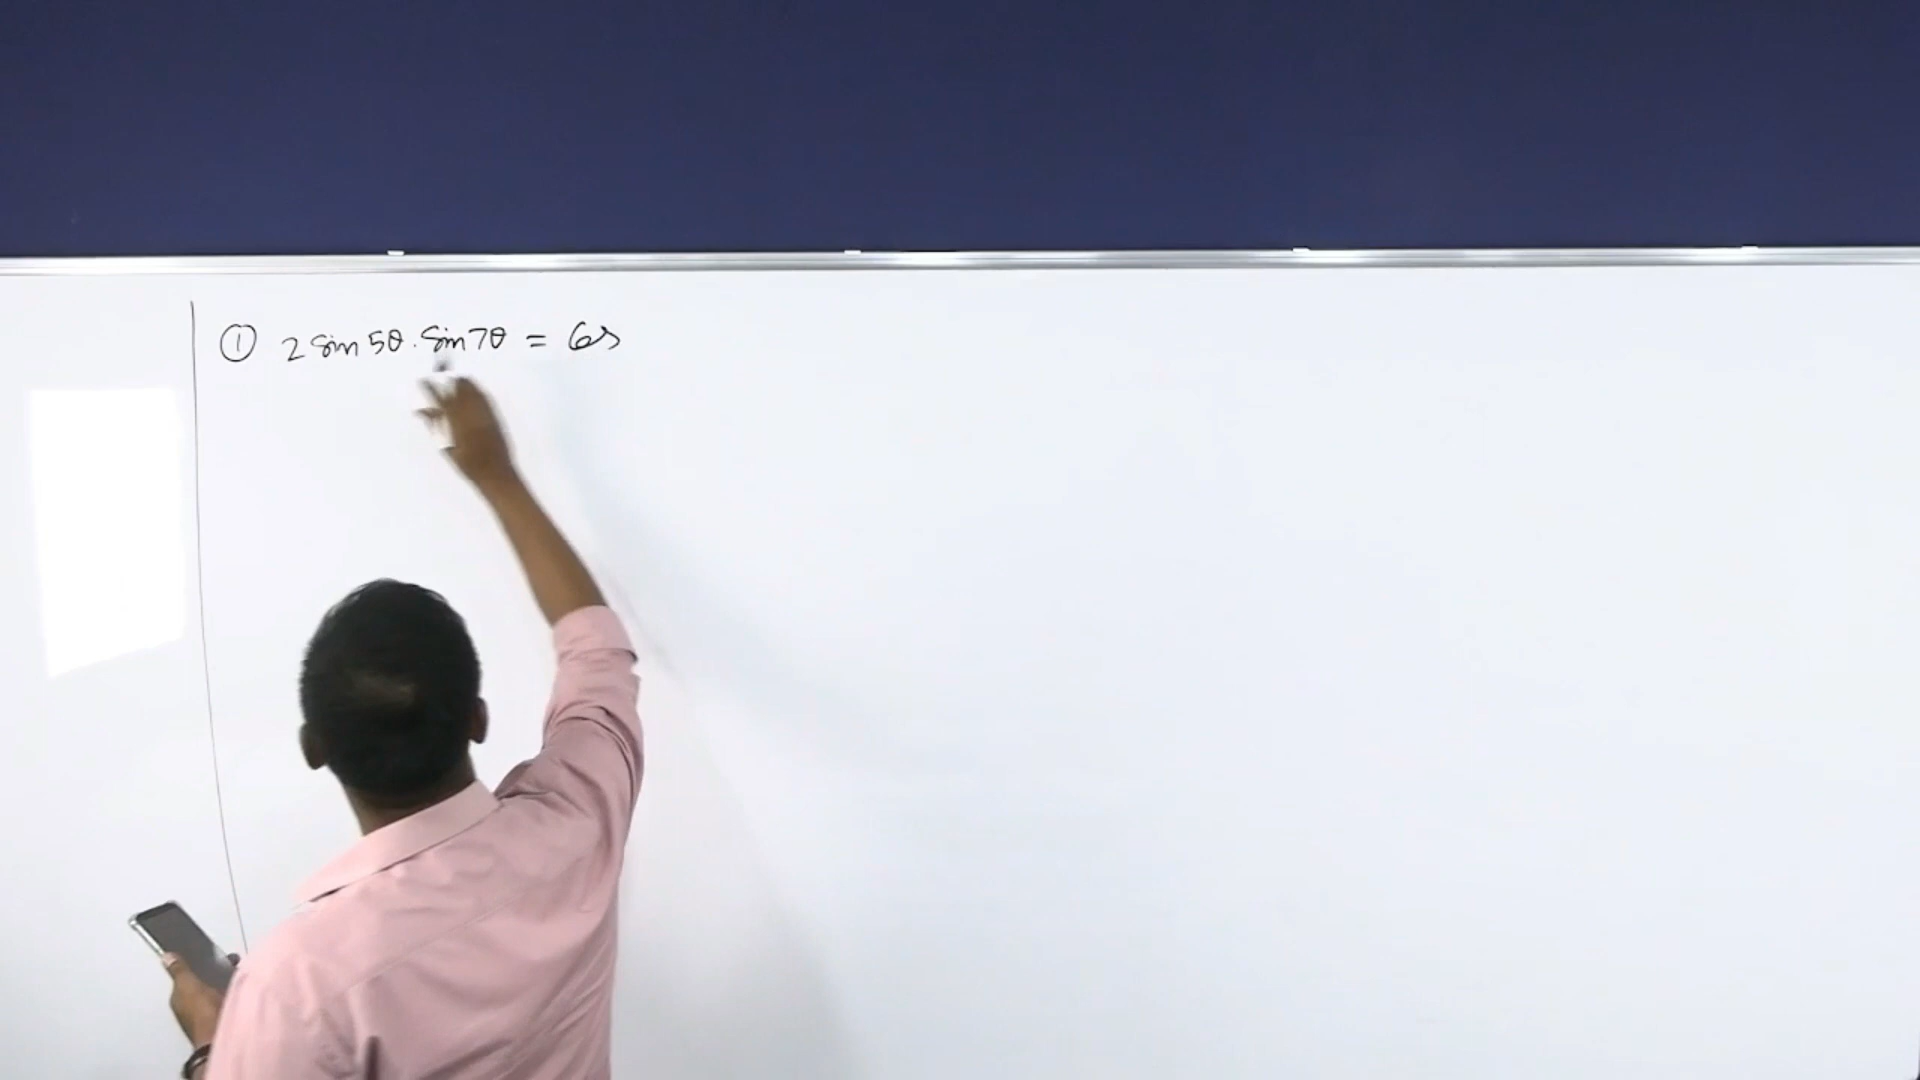 ① 2 sin 5θ . sin 7θ = cos